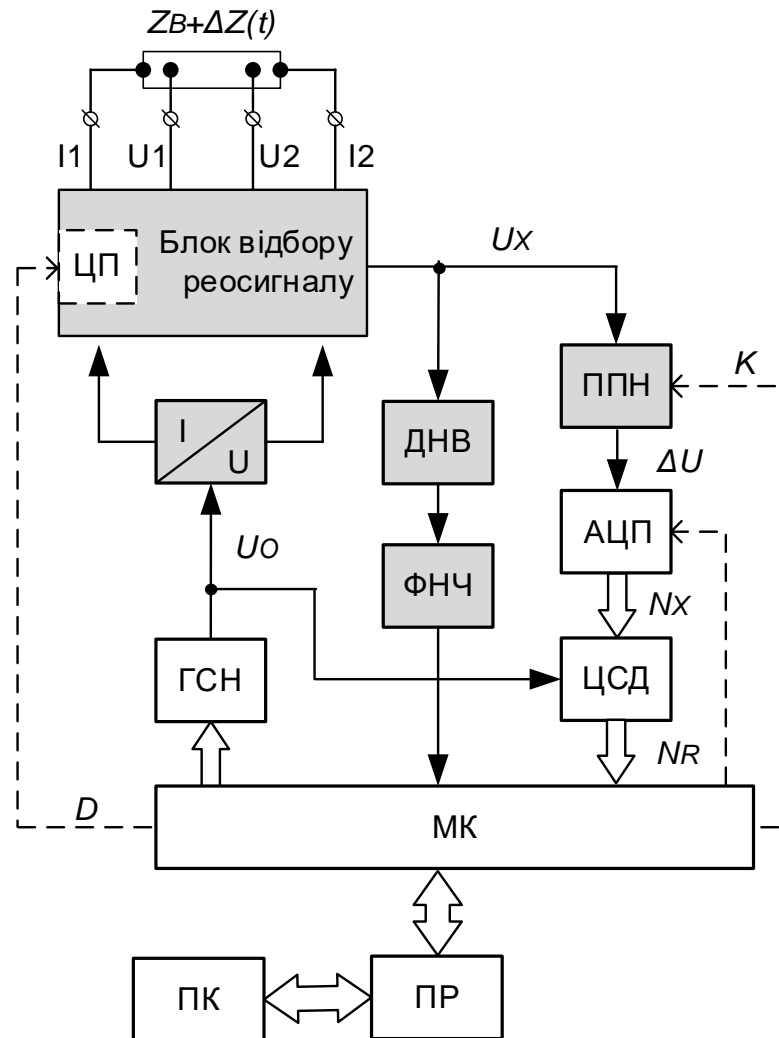 ZВ+ΔZ(t)
I1
U1
U2
I2
ЦП
Блок відбору
реосигналу
UX
ППН
K
I
U
ДНВ
ΔU
АЦП
UO
ФНЧ
NX
ГСН
ЦСД
NR
D
МК
ПК
ПР